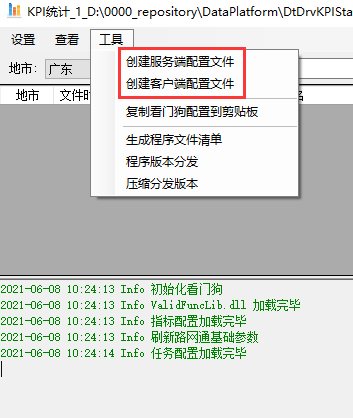 KPI统计_1_D:\0000_repository\DataPlatform\DtDrvKPISta
设置 查看 工具
地市: 广东
地市 文件时 名
创建服务端配置文件
创建客户端配置文件
复制看门狗配置到剪贴板
生成程序文件清单
程序版本分发
压缩分发版本
2021-06-08 10:24:13 Info 初始化看门狗
2021-06-08 10:24:13 Info ValidFuncLib.dll 加载完毕
2021-06-08 10:24:13 Info 指标配置加载完毕
2021-06-08 10:24:13 Info 刷新路网通基础参数
2021-06-08 10:24:14 Info 任务配置加载完毕